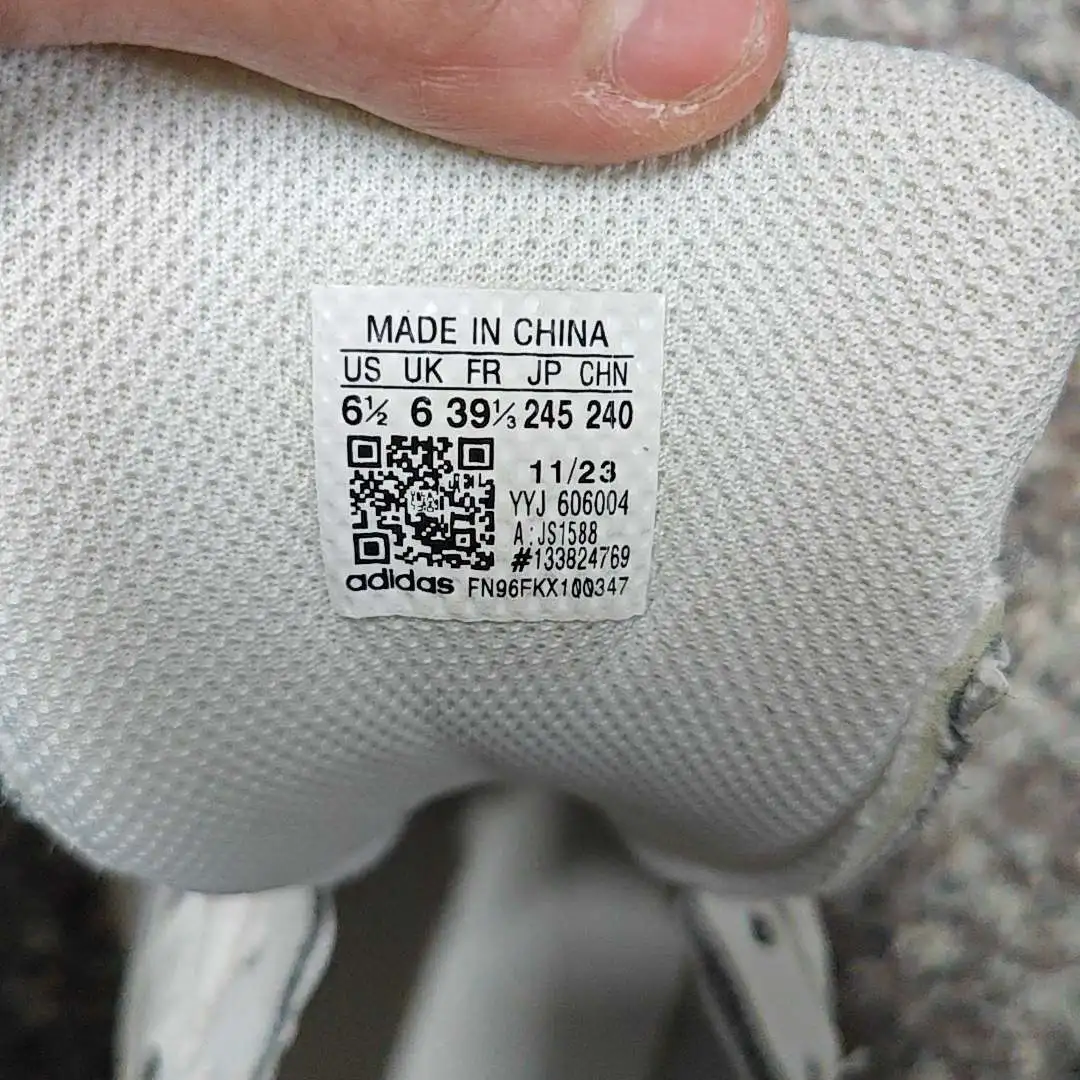 MADE IN CHINA
US UK FR JP CHN
6½ 6 39⅓ 245 240
11/23
YYJ 606004
A:JS1588
#133824769
adidas FN96FKX100347